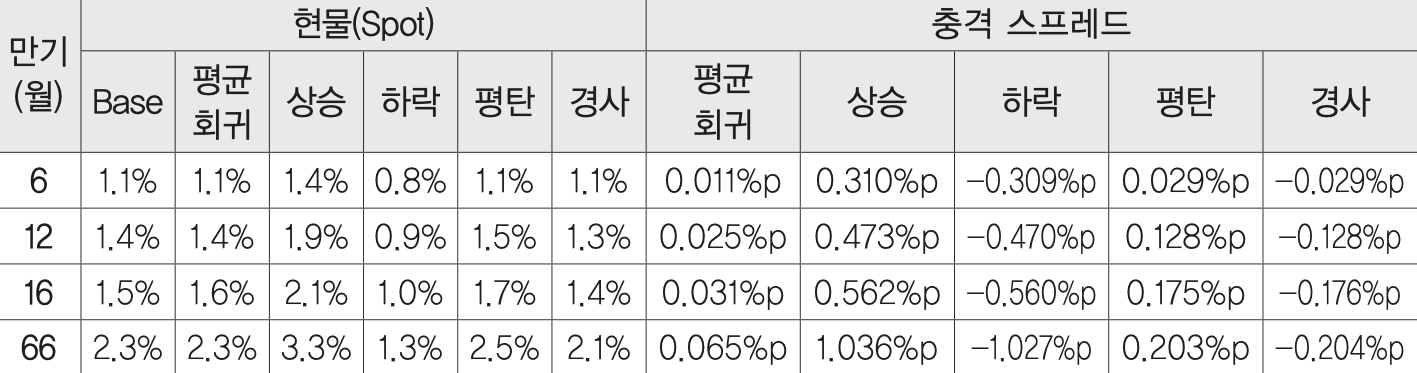 만기(월) 현물(Spot) 충격 스프레드
Base 평균회귀 상승 하락 평탄 경사 평균회귀 상승 하락 평탄 경사
6 1.1% 1.1% 1.4% 0.8% 1.1% 1.1% 0.011%p 0.310%p -0.309%p 0.029%p -0.029%p
12 1.4% 1.4% 1.9% 0.9% 1.5% 1.3% 0.025%p 0.473%p -0.470%p 0.128%p -0.128%p
16 1.5% 1.6% 2.1% 1.0% 1.7% 1.4% 0.031%p 0.562%p -0.560%p 0.175%p -0.176%p
66 2.3% 2.3% 3.3% 1.3% 2.5% 2.1% 0.065%p 1.036%p -1.027%p 0.203%p -0.204%p